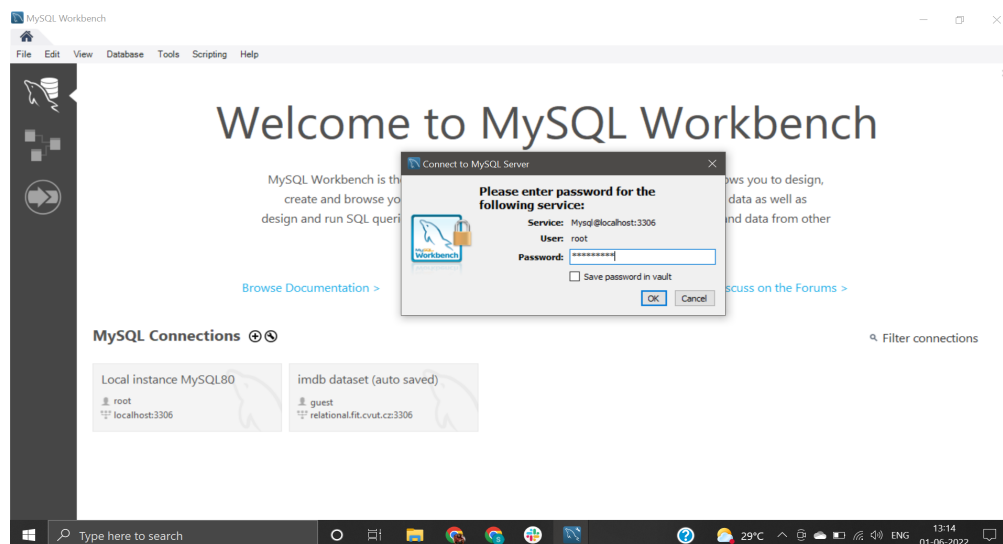 MySQL Workbench
File Edit View Database Tools Scripting Help
Welcome to MySQL Workbench
MySQL Workbench is th
ows you to design,
create and browse yo
data as well as
design and run SQL queri
nd data from other
Connect to MySQL Server
Please enter password for the
following service:
Service: Mysql@localhost:3306
User: root
Password: *********
Save password in vault
OK Cancel
MySQL
Workbench
Browse Documentation >
scuss on the Forums >
MySQL Connections
Filter connections
Local instance MySQL80
root
localhost:3306
imdb dataset (auto saved)
guest
relational.fit.cvut.cz:3306
Type here to search
29°C
ENG
13:14
01-06-2022